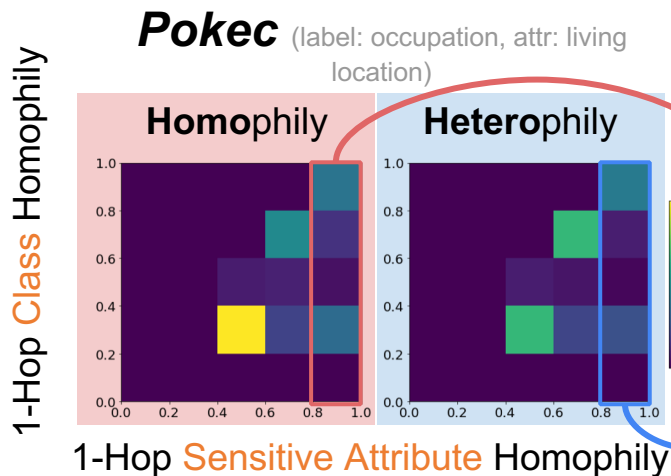 Pokec (label: occupation, attr: living
location)
1-Hop Class Homophily
Homophily
Heterophily
1.0
0.8
0.6
0.4
0.2
0.0
0.0 0.2 0.4 0.6 0.8 1.0
1.0
0.8
0.6
0.4
0.2
0.0
0.0 0.2 0.4 0.6 0.8 1.0
1-Hop Sensitive Attribute Homophily